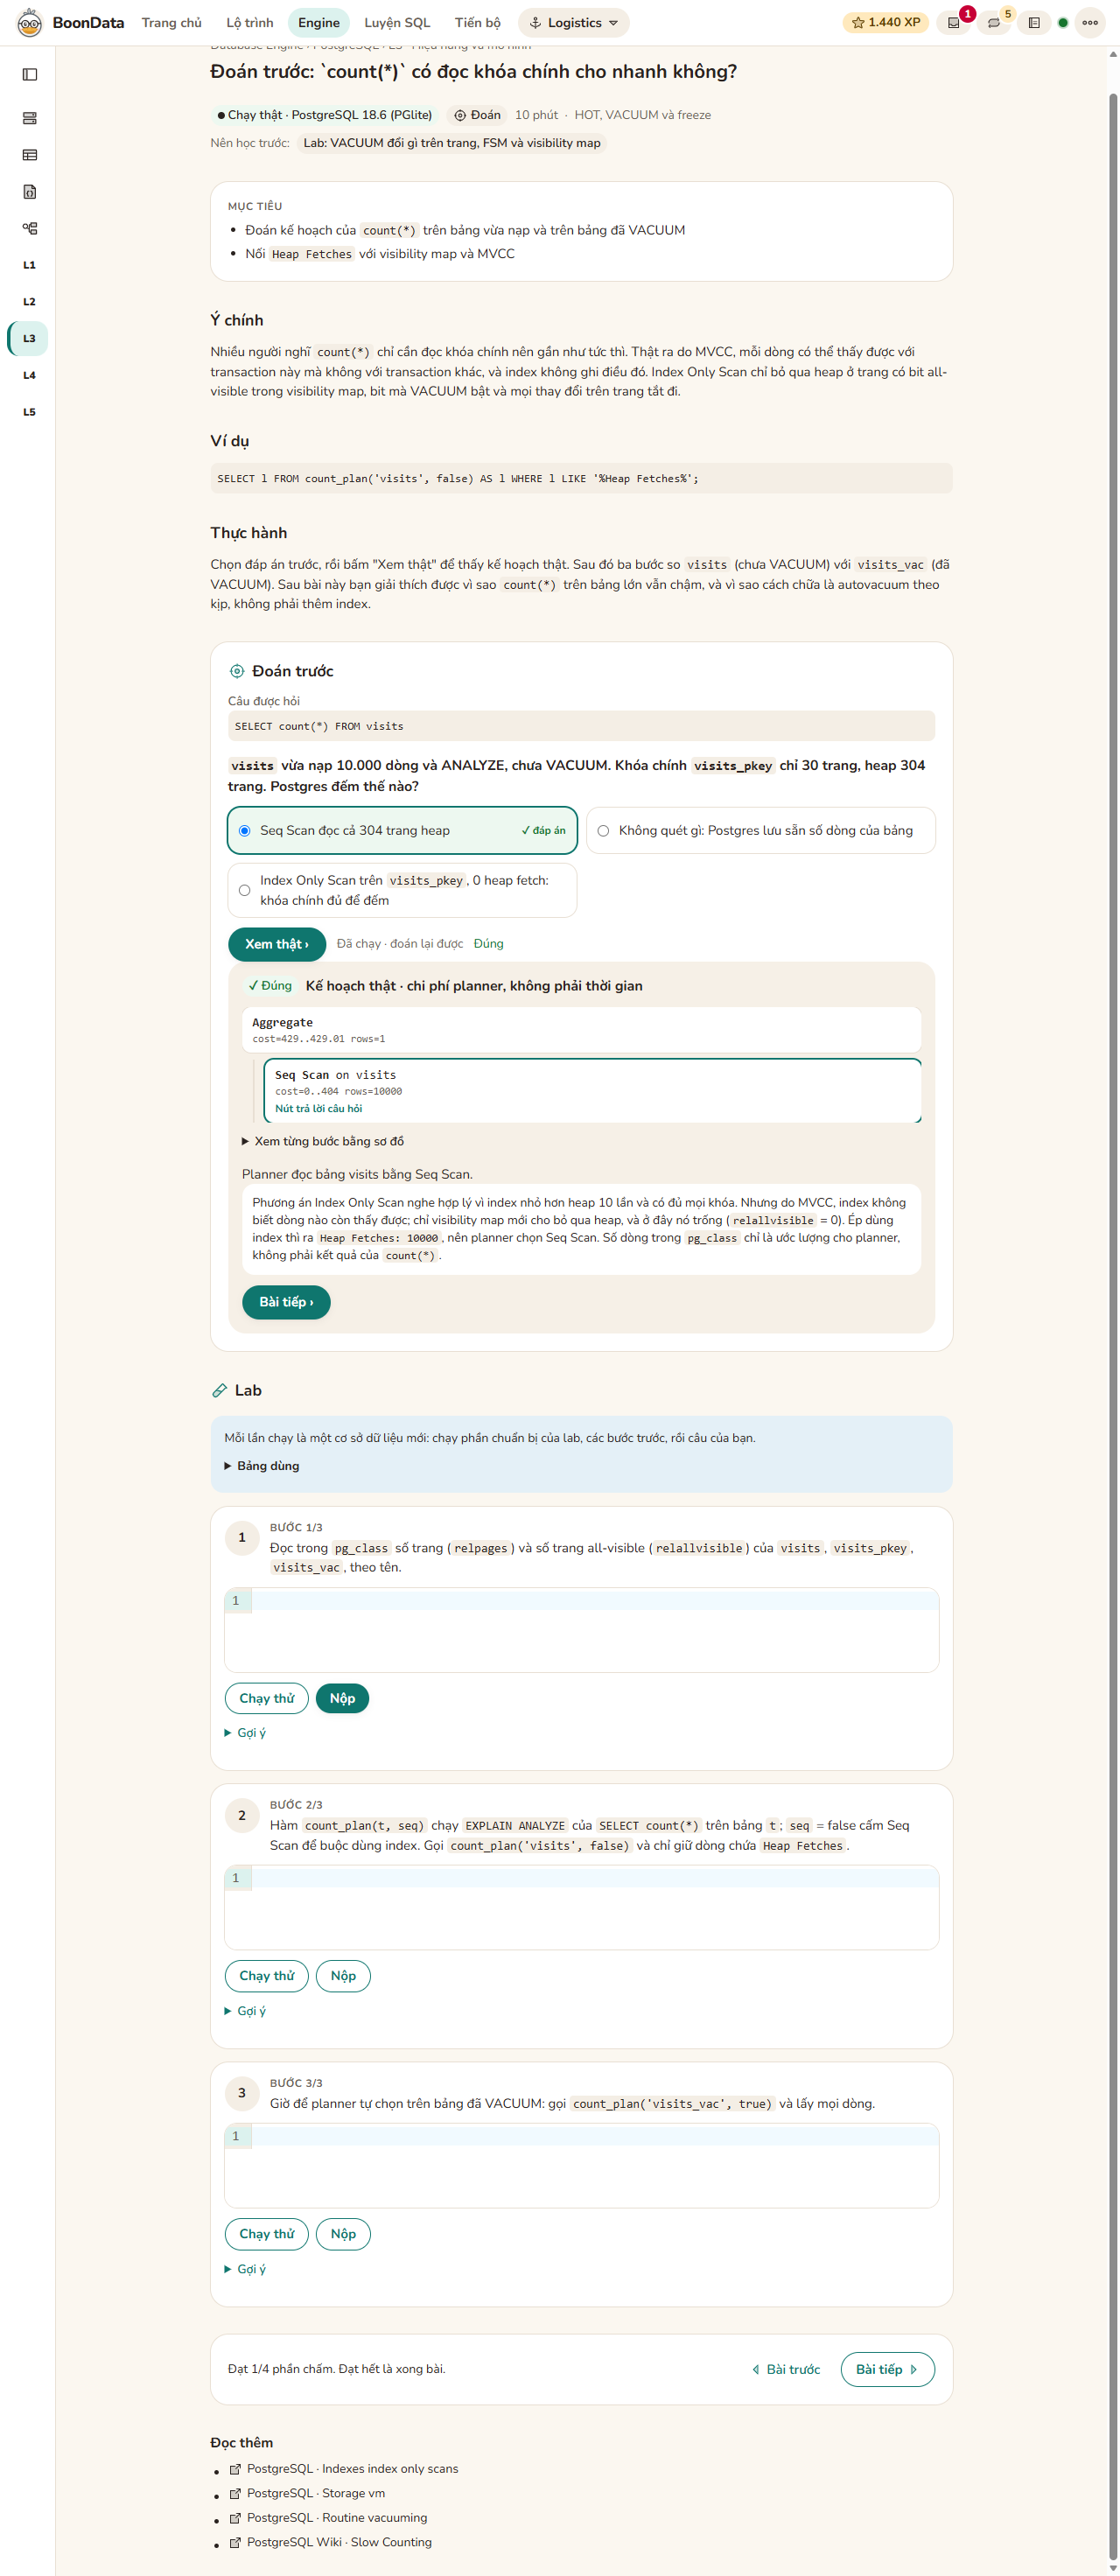 BoonData
Trang chủ
Lộ trình
Engine
Luyện SQL
Tiến bộ
Logistics
1.440 XP
1
5
Database Engine › PostgreSQL › L3 · Hiệu năng và mô hình
Đoán trước: `count(*)` có đọc khóa chính cho nhanh không?
Chạy thật · PostgreSQL 18.6 (PGlite)
Đoán
10 phút · HOT, VACUUM và freeze
Nên học trước: Lab: VACUUM đổi gì trên trang, FSM và visibility map
L1
L2
L3
L4
L5
MỤC TIÊU
Đoán kế hoạch của count(*) trên bảng vừa nạp và trên bảng đã VACUUM
Nối Heap Fetches với visibility map và MVCC
Ý chính
Nhiều người nghĩ count(*) chỉ cần đọc khóa chính nên gần như tức thì. Thật ra do MVCC, mỗi dòng có thể thấy được với
transaction này mà không với transaction khác, và index không ghi điều đó. Index Only Scan chỉ bỏ qua heap ở trang có bit all-
visible trong visibility map, bit mà VACUUM bật và mọi thay đổi trên trang tắt đi.
Ví dụ
SELECT l FROM count_plan('visits', false) AS l WHERE l LIKE '%Heap Fetches%';
Thực hành
Chọn đáp án trước, rồi bấm "Xem thật" để thấy kế hoạch thật. Sau đó ba bước so visits (chưa VACUUM) với visits_vac (đã
VACUUM). Sau bài này bạn giải thích được vì sao count(*) trên bảng lớn vẫn chậm, và vì sao cách chữa là autovacuum theo
kịp, không phải thêm index.
Đoán trước
Câu được hỏi
SELECT count(*) FROM visits
visits vừa nạp 10.000 dòng và ANALYZE, chưa VACUUM. Khóa chính visits_pkey chỉ 30 trang, heap 304
trang. Postgres đếm thế nào?
Seq Scan đọc cả 304 trang heap
✓ đáp án
Không quét gì: Postgres lưu sẵn số dòng của bảng
Index Only Scan trên visits_pkey, 0 heap fetch:
khóa chính đủ để đếm
Xem thật ›
Đã chạy · đoán lại được
Đúng
✓ Đúng
Kế hoạch thật · chi phí planner, không phải thời gian
Aggregate
cost=429..429.01 rows=1
Seq Scan on visits
cost=0..404 rows=10000
Nút trả lời câu hỏi
Xem từng bước bằng sơ đồ
Planner đọc bảng visits bằng Seq Scan.
Phương án Index Only Scan nghe hợp lý vì index nhỏ hơn heap 10 lần và có đủ mọi khóa. Nhưng do MVCC, index không
biết dòng nào còn thấy được; chỉ visibility map mới cho bỏ qua heap, và ở đây nó trống (relallvisible = 0). Ép dùng
index thì ra Heap Fetches: 10000, nên planner chọn Seq Scan. Số dòng trong pg_class chỉ là ước lượng cho planner,
không phải kết quả của count(*).
Bài tiếp ›
Lab
Mỗi lần chạy là một cơ sở dữ liệu mới: chạy phần chuẩn bị của lab, các bước trước, rồi câu của bạn.
Bảng dùng
1
BƯỚC 1/3
Đọc trong pg_class số trang (relpages) và số trang all-visible (relallvisible) của visits, visits_pkey,
visits_vac, theo tên.
1
Chạy thử
Nộp
Gợi ý
2
BƯỚC 2/3
Hàm count_plan(t, seq) chạy EXPLAIN ANALYZE của SELECT count(*) trên bảng t; seq = false cấm Seq
Scan để buộc dùng index. Gọi count_plan('visits', false) và chỉ giữ dòng chứa Heap Fetches.
1
Chạy thử
Nộp
Gợi ý
3
BƯỚC 3/3
Giờ để planner tự chọn trên bảng đã VACUUM: gọi count_plan('visits_vac', true) và lấy mọi dòng.
1
Chạy thử
Nộp
Gợi ý
Đạt 1/4 phần chấm. Đạt hết là xong bài.
Bài trước
Bài tiếp
Đọc thêm
PostgreSQL · Indexes index only scans
PostgreSQL · Storage vm
PostgreSQL · Routine vacuuming
PostgreSQL Wiki · Slow Counting